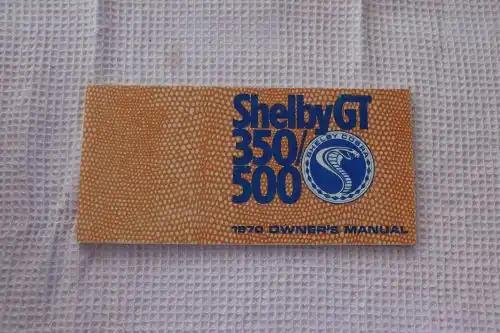 Shelby GT
350/
500
SHELBY COBRA
1970 OWNER'S MANUAL